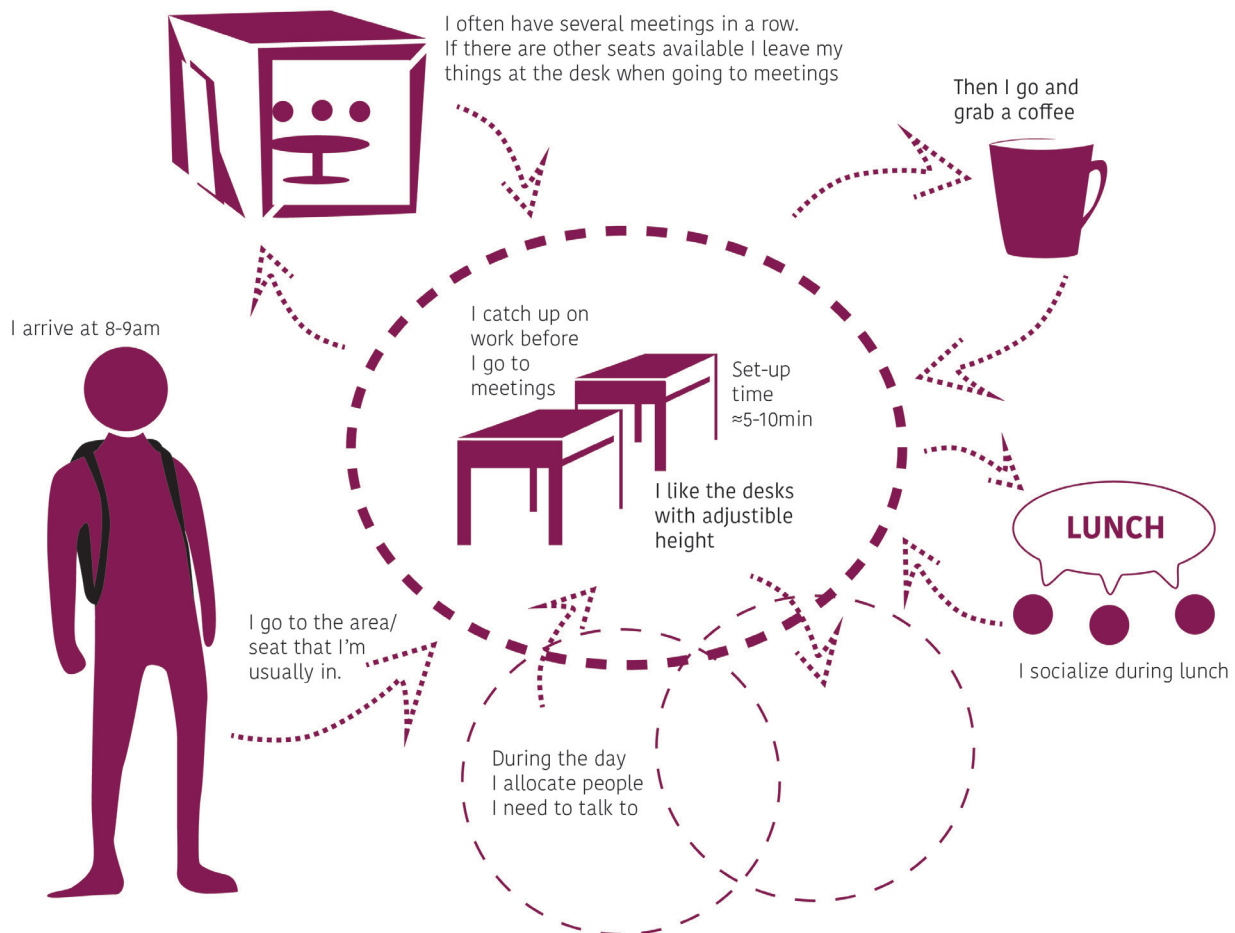 I often have several meetings in a row.
If there are other seats available I leave my
things at the desk when going to meetings
Then I go and
grab a coffee
I arrive at 8-9am
I catch up on
work before
I go to
meetings
Set-up
time
≈5-10min
I like the desks
with adjustible
height
LUNCH
I socialize during lunch
I go to the area/
seat that I'm
usually in.
During the day
I allocate people
I need to talk to